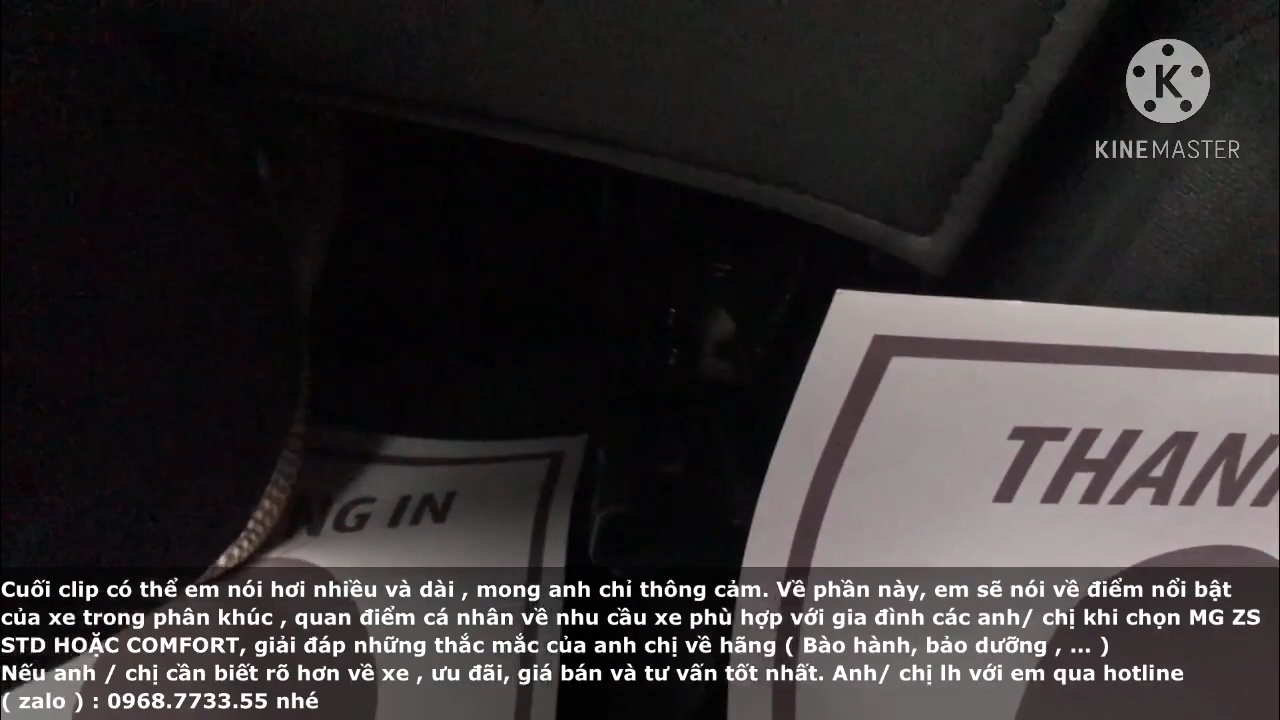 KINEMASTER
THAN
NG IN
Cuối clip có thể em nói hơi nhiều và dài , mong anh chỉ thông cảm. Về phần này, em sẽ nói về điểm nổi bật
của xe trong phân khúc , quan điểm cá nhân về nhu cầu xe phù hợp với gia đình các anh/ chị khi chọn MG ZS
STD HOẶC COMFORT, giải đáp những thắc mắc của anh chị về hãng ( Bào hành, bảo dưỡng , ... )
Nếu anh / chị cần biết rõ hơn về xe , ưu đãi, giá bán và tư vấn tốt nhất. Anh/ chị lh với em qua hotline
( zalo ) : 0968.7733.55 nhé